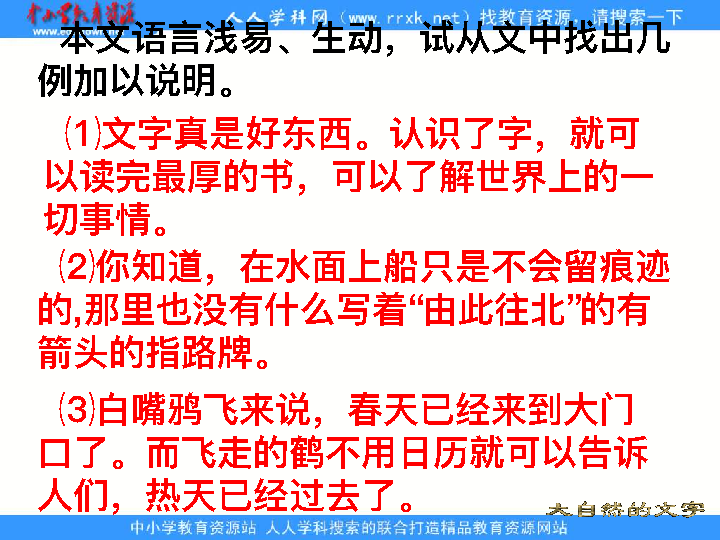 中小学教育资源站
www.edudown.net
人人学科网（www.rrxk.net）找教育资源，请搜索一下
本文语言浅易、生动，试从文中找出几
例加以说明。
⑴文字真是好东西。认识了字，就可
以读完最厚的书，可以了解世界上的一
切事情。
⑵你知道，在水面上船只是不会留痕迹
的,那里也没有什么写着“由此往北”的有
箭头的指路牌。
⑶白嘴鸦飞来说，春天已经来到大门
口了。而飞走的鹤不用日历就可以告诉
人们，热天已经过去了。
大自然的文字
中小学教育资源站 人人学科搜索的联合打造精品教育资源网站